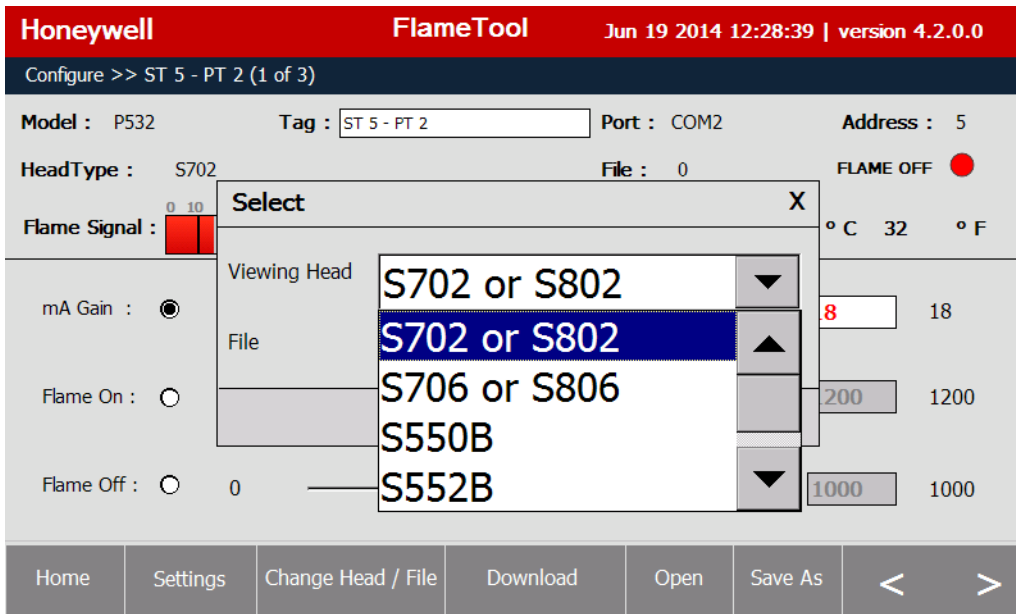 Honeywell FlameTool Jun 19 2014 12:28:39 | version 4.2.0.0
Configure >> ST 5 - PT 2 (1 of 3)
Model : P532 Tag : ST 5 - PT 2 Port : COM2 Address : 5
HeadType : S702 File : 0 FLAME OFF
0 10
Flame Signal : º C 32 º F
Select X
Viewing Head S702 or S802
S702 or S802
S706 or S806
S550B
S552B
File
mA Gain : 8 18
Flame On : 200 1200
Flame Off : 0 1000 1000
Home Settings Change Head / File Download Open Save As < >